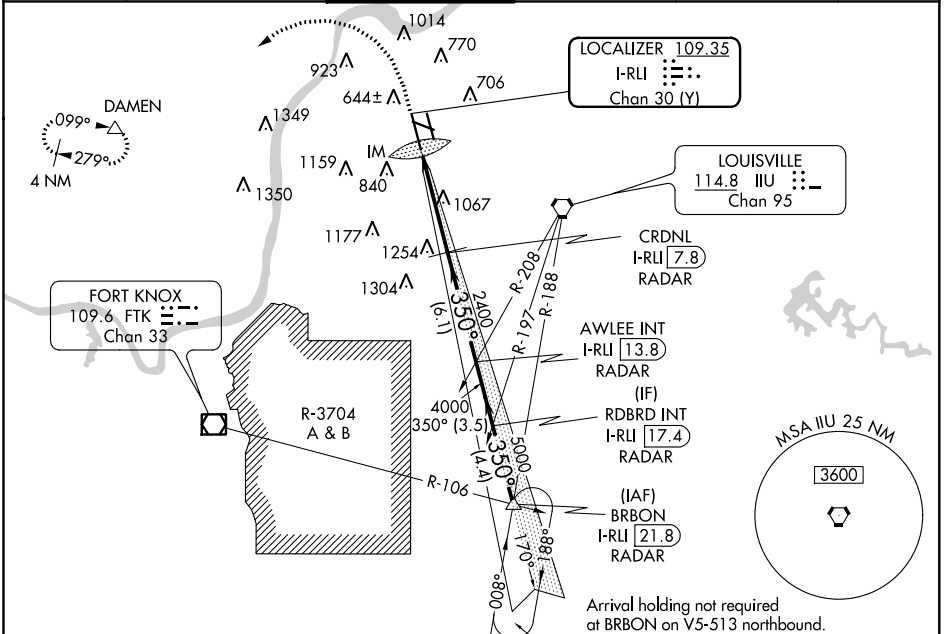 1014
770
923
706
644±
1349
DAMEN
099°
279°
4 NM
LOCALIZER 109.35
I-RLI
Chan 30 (Y)
IM
1159
840
1350
1067
1177
1254
1304
LOUISVILLE
114.8 IIU
Chan 95
R-208
R-197
R-188
CRDNL
I-RLI 7.8
RADAR
350°
2400
(6.1)
FORT KNOX
109.6 FTK
Chan 33
R-3704
A & B
AWLEE INT
I-RLI 13.8
RADAR
4000
350° (3.5)
(IF)
RDBRD INT
I-RLI 17.4
RADAR
350°
5000
(4.4)
R-106
(IAF)
BRBON
I-RLI 21.8
RADAR
170°
188°
008°
MSA IIU 25 NM
3600
Arrival holding not required
at BRBON on V5-513 northbound.